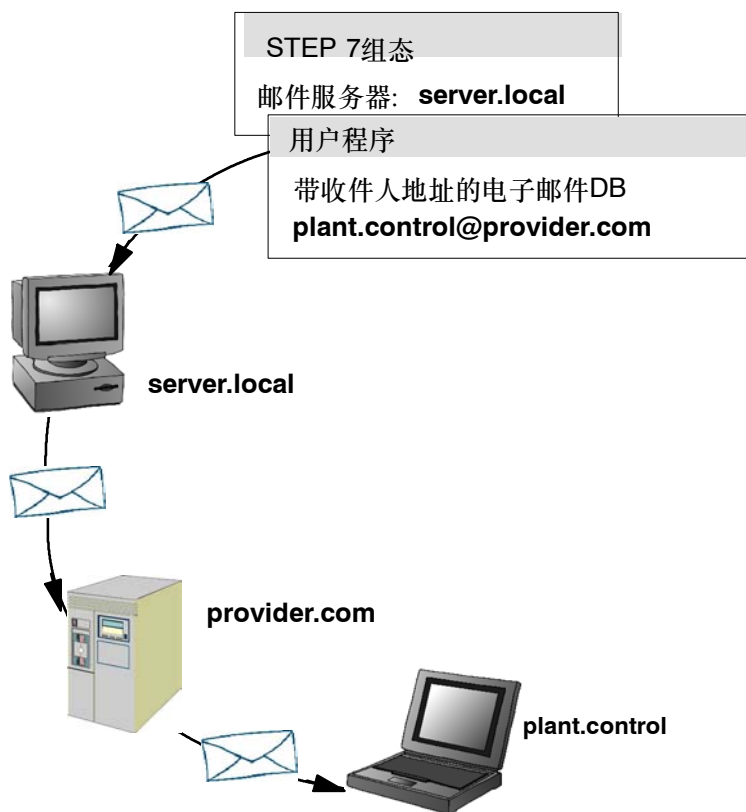 STEP 7组态
邮件服务器: server.local
用户程序
带收件人地址的电子邮件DB
plant.control@provider.com
server.local
provider.com
plant.control